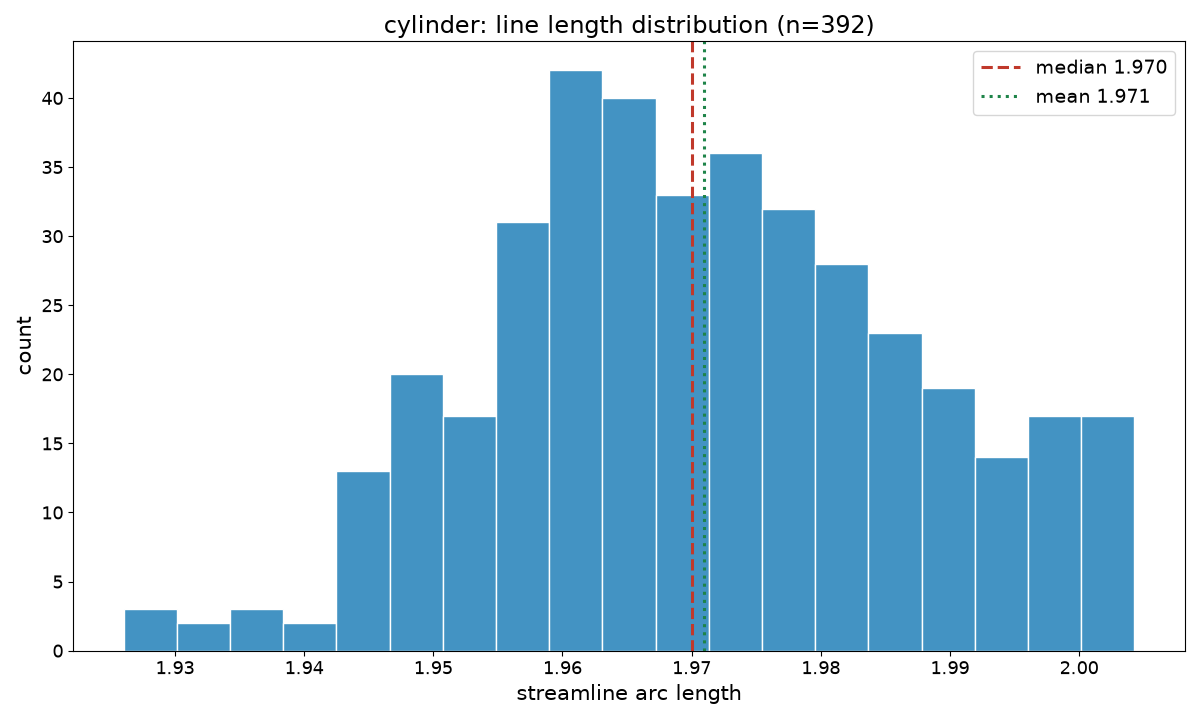 cylinder: line length distribution (n=392)
median 1.970
mean 1.971
count
40
35
30
25
20
15
10
5
0
1.93 1.94 1.95 1.96 1.97 1.98 1.99 2.00
streamline arc length